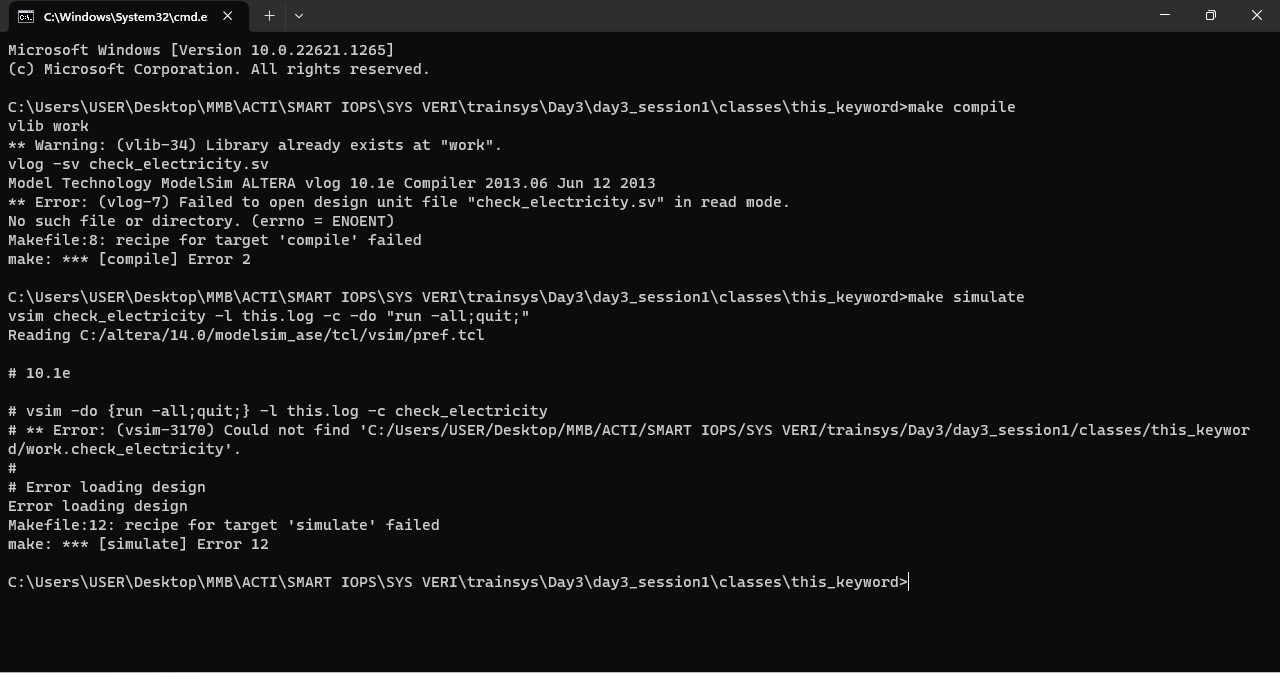 C:\Windows\System32\cmd.e
Microsoft Windows [Version 10.0.22621.1265]
(c) Microsoft Corporation. All rights reserved.
C:\Users\USER\Desktop\MMB\ACTI\SMART IOPS\SYS VERI\trainsys\Day3\day3_session1\classes\this_keyword>make compile
vlib work
** Warning: (vlib-34) Library already exists at "work".
vlog -sv check_electricity.sv
Model Technology ModelSim ALTERA vlog 10.1e Compiler 2013.06 Jun 12 2013
** Error: (vlog-7) Failed to open design unit file "check_electricity.sv" in read mode.
No such file or directory. (errno = ENOENT)
Makefile:8: recipe for target 'compile' failed
make: *** [compile] Error 2
C:\Users\USER\Desktop\MMB\ACTI\SMART IOPS\SYS VERI\trainsys\Day3\day3_session1\classes\this_keyword>make simulate
vsim check_electricity -l this.log -c -do "run -all;quit;"
Reading C:/altera/14.0/modelsim_ase/tcl/vsim/pref.tcl
# 10.1e
# vsim -do {run -all;quit;} -l this.log -c check_electricity
# ** Error: (vsim-3170) Could not find 'C:/Users/USER/Desktop/MMB/ACTI/SMART IOPS/SYS VERI/trainsys/Day3/day3_session1/classes/this_keywor
d/work.check_electricity'.
#
# Error loading design
Error loading design
Makefile:12: recipe for target 'simulate' failed
make: *** [simulate] Error 12
C:\Users\USER\Desktop\MMB\ACTI\SMART IOPS\SYS VERI\trainsys\Day3\day3_session1\classes\this_keyword>